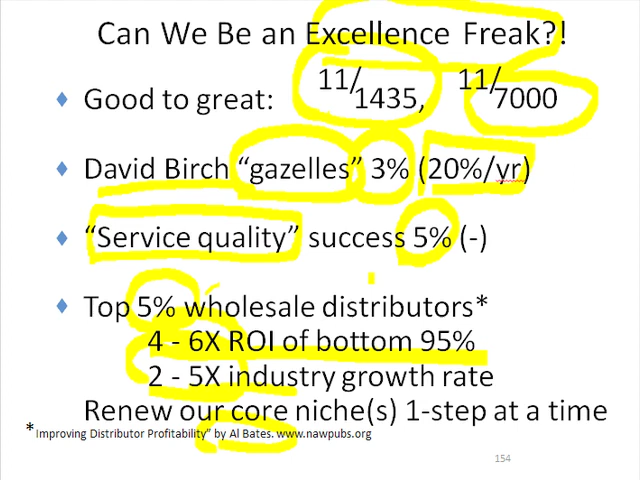 Can We Be an Excellence Freak?!
Good to great: 11/1435, 11/7000
David Birch “gazelles” 3% (20%/yr)
“Service quality” success 5% (-)
Top 5% wholesale distributors*
4 - 6X ROI of bottom 95%
2 - 5X industry growth rate
Renew our core niche(s) 1-step at a time
*Improving Distributor Profitability” by Al Bates. www.nawpubs.org
154